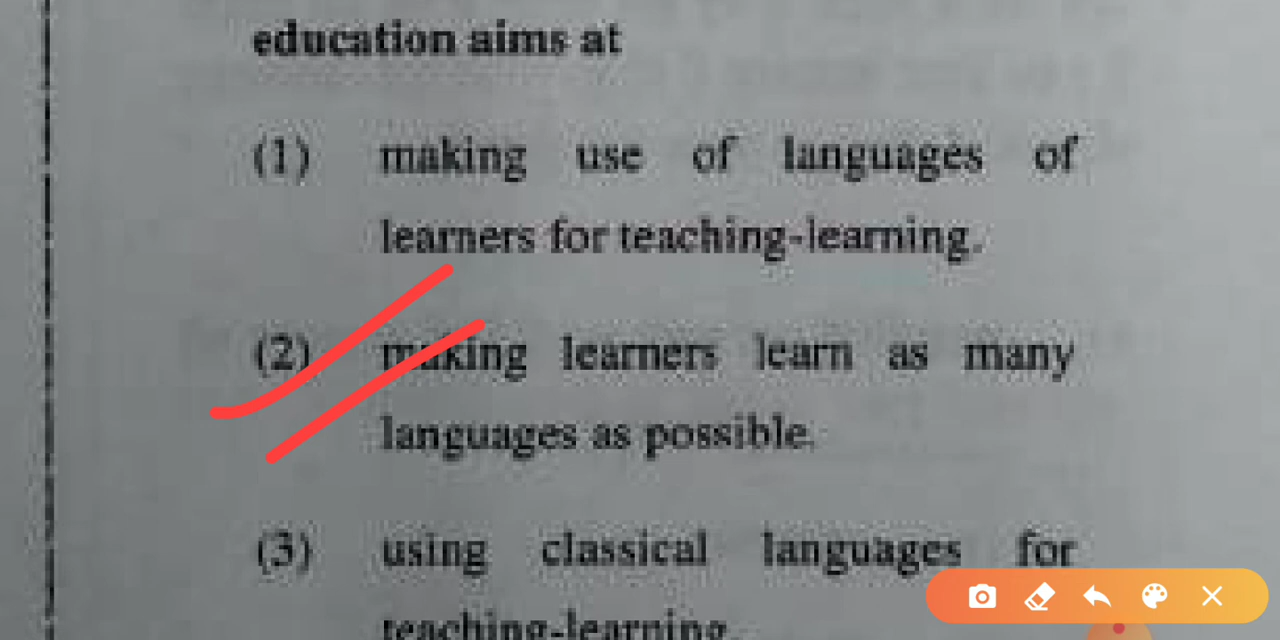 education aims at
(1) making use of languages of
learners for teaching-learning.
(2) making learners learn as many
languages as possible.
(3) using classical languages for
teaching-learning.